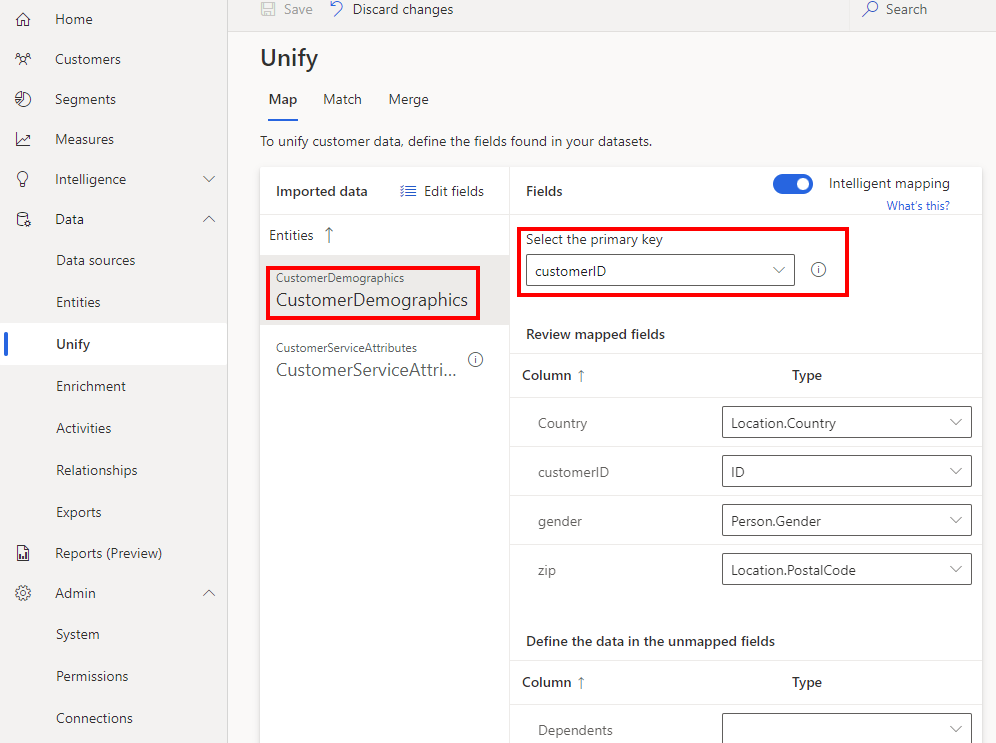 Home
Customers
Segments
Measures
Intelligence
Data
Data sources
Entities
Unify
Enrichment
Activities
Relationships
Exports
Reports (Preview)
Admin
System
Permissions
Connections
Save
Discard changes
Search
Unify
Map
Match
Merge
To unify customer data, define the fields found in your datasets.
Imported data
Edit fields
Entities ↑
CustomerDemographics
CustomerDemographics
CustomerServiceAttributes
CustomerServiceAttri...
Fields
Intelligent mapping
What's this?
Select the primary key
customerID
Review mapped fields
Column ↑ Type
Country Location.Country
customerID ID
gender Person.Gender
zip Location.PostalCode
Define the data in the unmapped fields
Column ↑ Type
Dependents